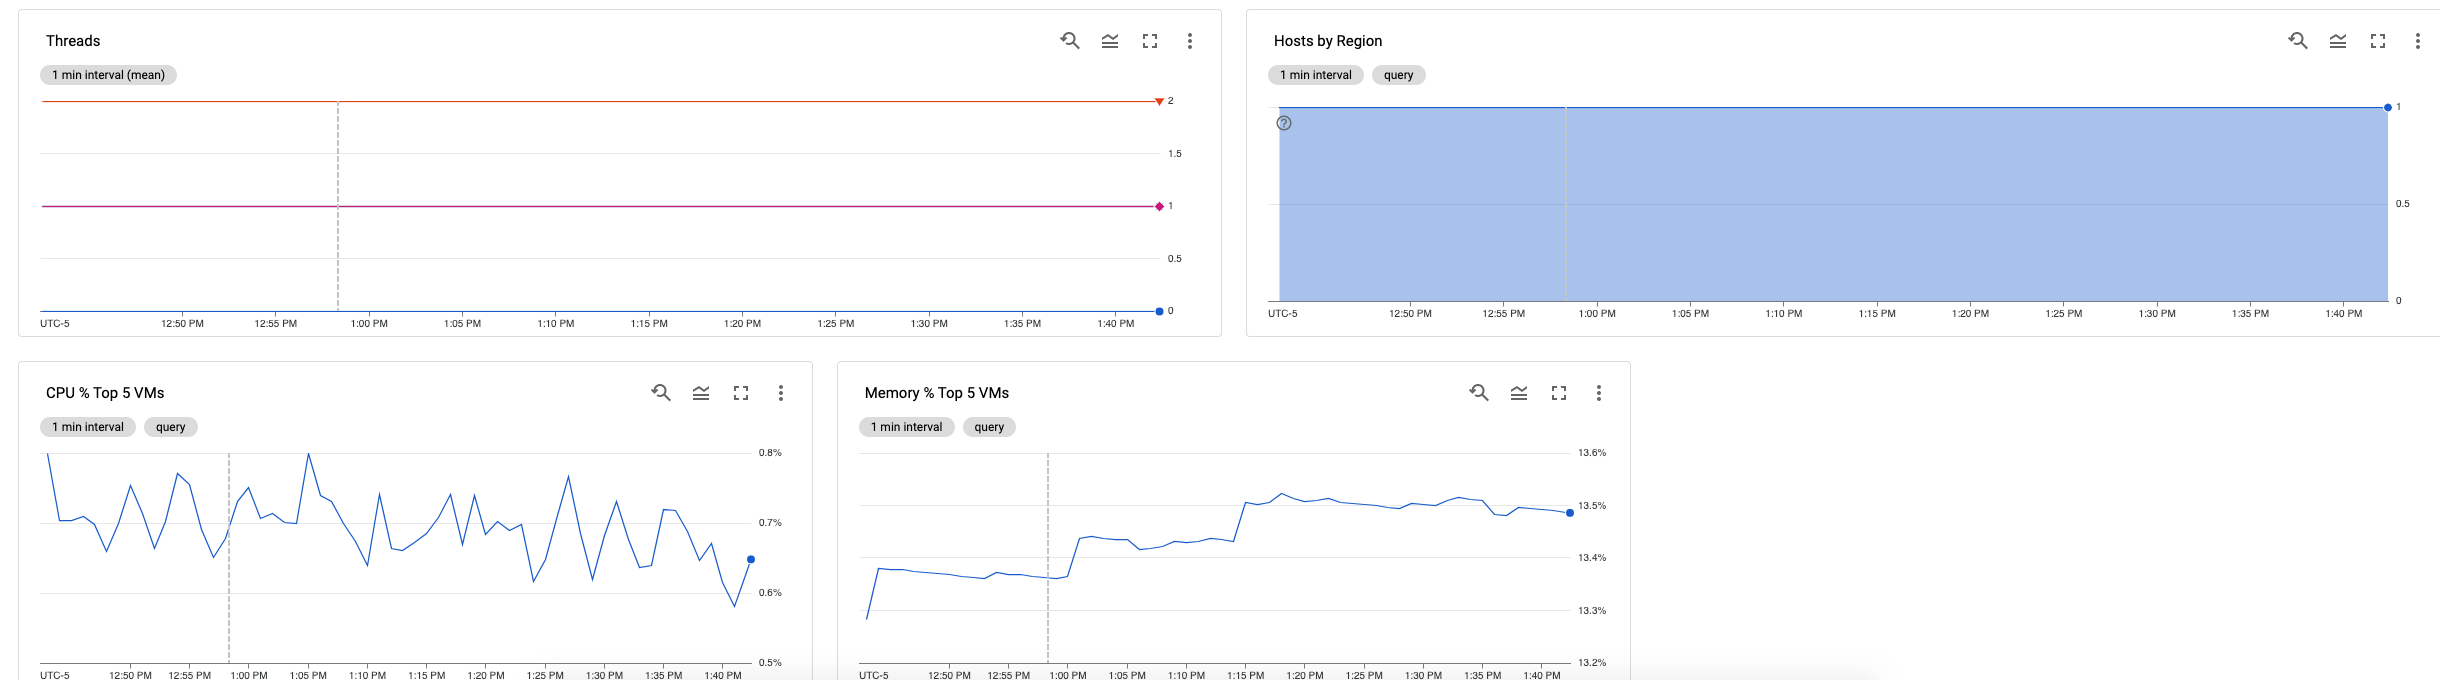 Threads
1 min interval (mean)
2
1.5
1
0.5
0
UTC-5 12:50 PM 12:55 PM 1:00 PM 1:05 PM 1:10 PM 1:15 PM 1:20 PM 1:25 PM 1:30 PM 1:35 PM 1:40 PM
Hosts by Region
1 min interval query
?
1
0.5
0
UTC-5 12:50 PM 12:55 PM 1:00 PM 1:05 PM 1:10 PM 1:15 PM 1:20 PM 1:25 PM 1:30 PM 1:35 PM 1:40 PM
CPU % Top 5 VMs
1 min interval query
0.8%
0.7%
0.6%
0.5%
UTC-5 12:50 PM 12:55 PM 1:00 PM 1:05 PM 1:10 PM 1:15 PM 1:20 PM 1:25 PM 1:30 PM 1:35 PM 1:40 PM
Memory % Top 5 VMs
1 min interval query
13.6%
13.5%
13.4%
13.3%
13.2%
UTC-5 12:50 PM 12:55 PM 1:00 PM 1:05 PM 1:10 PM 1:15 PM 1:20 PM 1:25 PM 1:30 PM 1:35 PM 1:40 PM